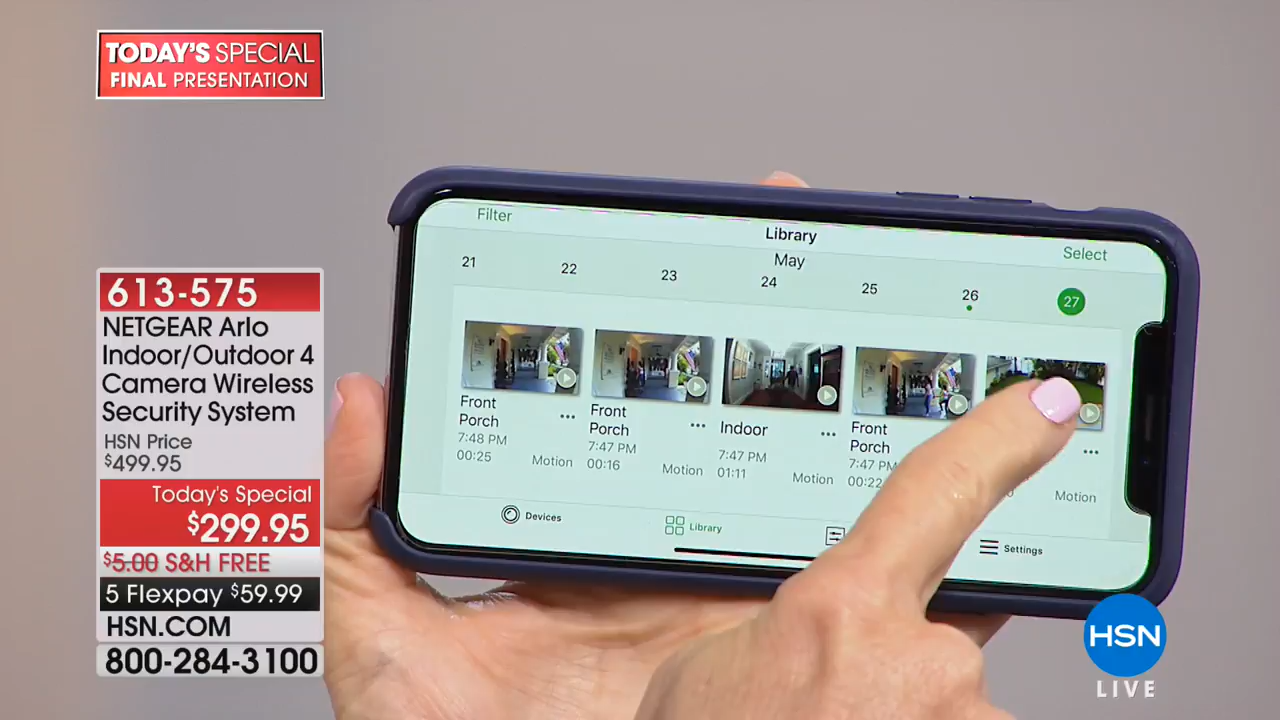 TODAY'S SPECIAL
FINAL PRESENTATION
613-575
NETGEAR Arlo
Indoor/Outdoor 4
Camera Wireless
Security System
HSN Price
$499.95
Today's Special
$299.95
$5.00 S&H FREE
5 Flexpay $59.99
HSN.COM
800-284-3100
Filter
Library
Select
May
21 22 23 24 25 26 27
Front
Porch
7:48 PM
00:25
Motion
Front
Porch
7:47 PM
00:16
Motion
Indoor
7:47 PM
01:11
Motion
Front
Porch
7:47 PM
00:22
Motion
Devices
Library
Settings
HSN
LIVE